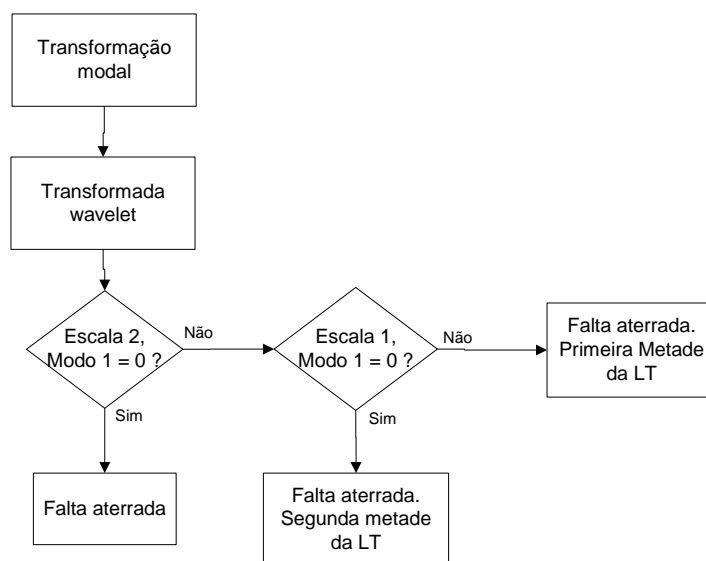 Transformação
modal
Transformada
wavelet
Escala 2,
Modo 1 = 0 ?
Não
Escala 1,
Modo 1 = 0 ?
Não
Falta aterrada.
Primeira Metade
da LT
Sim
Sim
Falta aterrada
Falta aterrada.
Segunda metade
da LT